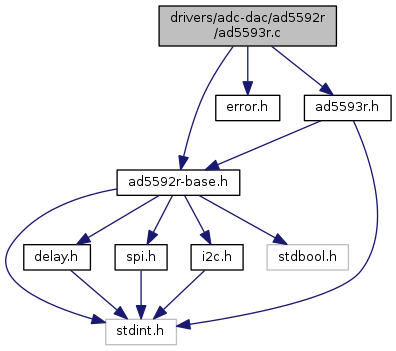 drivers/adc-dac/ad5592r
/ad5593r.c
error.h
ad5593r.h
ad5592r-base.h
delay.h
spi.h
i2c.h
stdbool.h
stdint.h